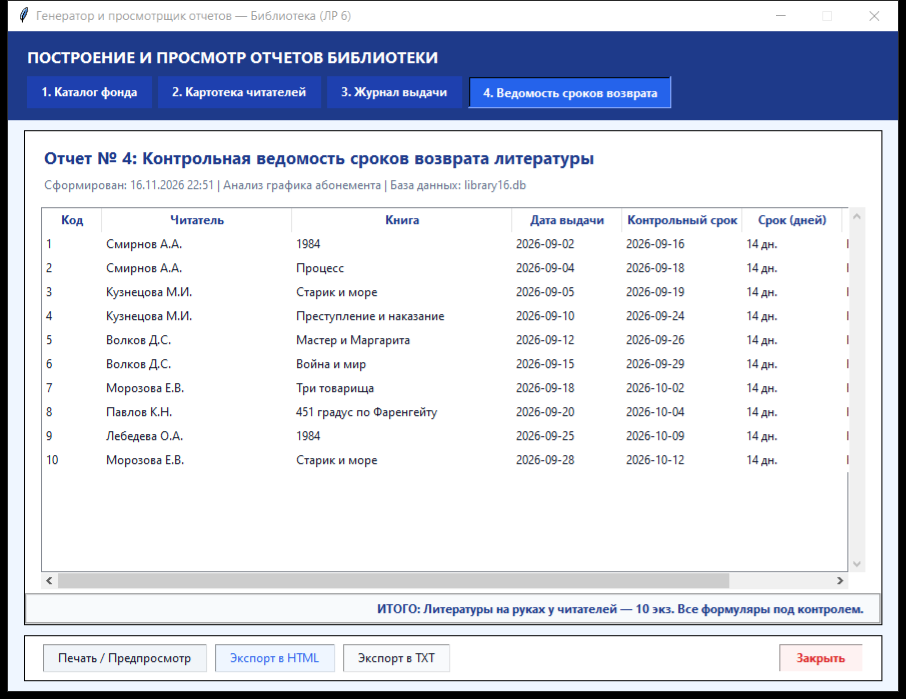 Генератор и просмотрщик отчетов — Библиотека (ЛР 6)
ПОСТРОЕНИЕ И ПРОСМОТР ОТЧЕТОВ БИБЛИОТЕКИ
1. Каталог фонда 2. Картотека читателей 3. Журнал выдачи 4. Ведомость сроков возврата
Отчет № 4: Контрольная ведомость сроков возврата литературы
Сформирован: 16.11.2026 22:51 | Анализ графика абонемента | База данных: library16.db
Код Читатель Книга Дата выдачи Контрольный срок Срок (дней)
1 Смирнов А.А. 1984 2026-09-02 2026-09-16 14 дн.
2 Смирнов А.А. Процесс 2026-09-04 2026-09-18 14 дн.
3 Кузнецова М.И. Старик и море 2026-09-05 2026-09-19 14 дн.
4 Кузнецова М.И. Преступление и наказание 2026-09-10 2026-09-24 14 дн.
5 Волков Д.С. Мастер и Маргарита 2026-09-12 2026-09-26 14 дн.
6 Волков Д.С. Война и мир 2026-09-15 2026-09-29 14 дн.
7 Морозова Е.В. Три товарища 2026-09-18 2026-10-02 14 дн.
8 Павлов К.Н. 451 градус по Фаренгейту 2026-09-20 2026-10-04 14 дн.
9 Лебедева О.А. 1984 2026-09-25 2026-10-09 14 дн.
10 Морозова Е.В. Старик и море 2026-09-28 2026-10-12 14 дн.
ИТОГО: Литературы на руках у читателей — 10 экз. Все формуляры под контролем.
Печать / Предпросмотр Экспорт в HTML Экспорт в TXT Закрыть